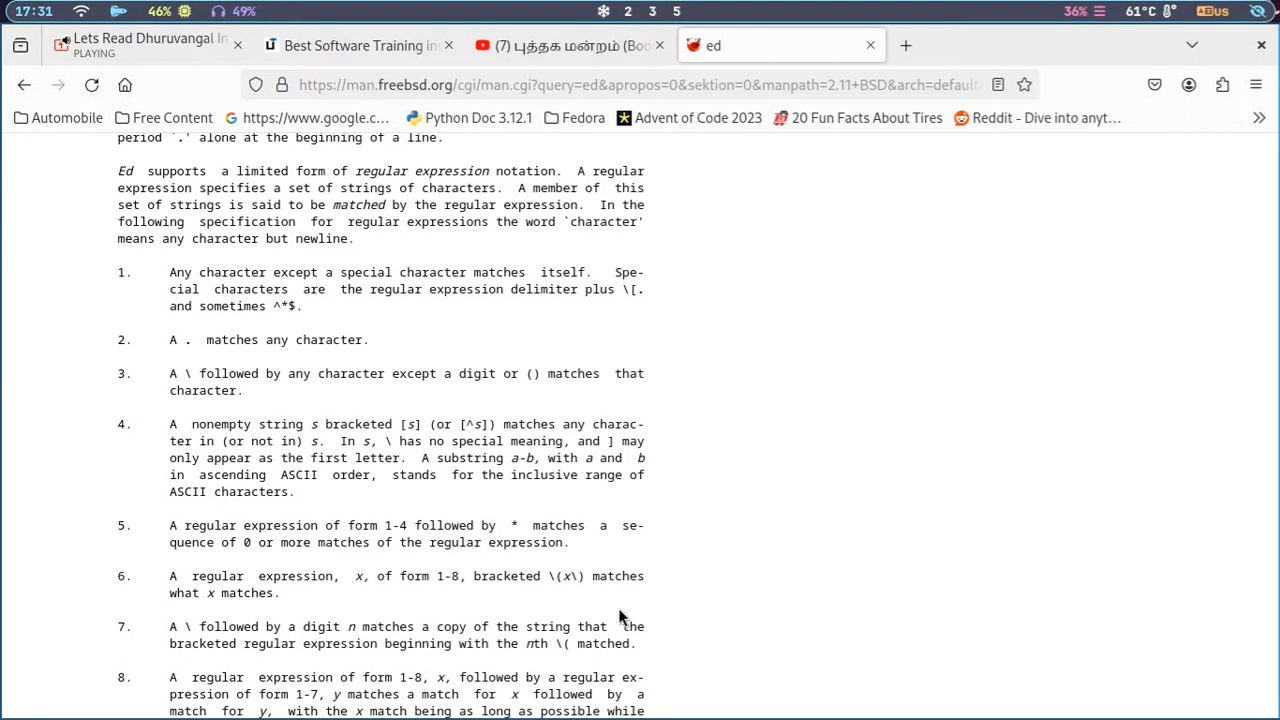 17:31 46% 49% 2 3 5 36% 61°C US
Lets Read Dhuruvangal In
PLAYING
Best Software Training in
(7) புத்தக மன்றம் (Boo
ed
https://man.freebsd.org/cgi/man.cgi?query=ed&apropos=0&sektion=0&manpath=2.11+BSD&arch=default
Automobile Free Content https://www.google.c... Python Doc 3.12.1 Fedora Advent of Code 2023 20 Fun Facts About Tires Reddit - Dive into anyt...
period `.' alone at the beginning of a line.
Ed supports a limited form of regular expression notation. A regular
expression specifies a set of strings of characters. A member of this
set of strings is said to be matched by the regular expression. In the
following specification for regular expressions the word `character'
means any character but newline.
1. Any character except a special character matches itself. Spe-
cial characters are the regular expression delimiter plus \[.
and sometimes ^*$.
2. A . matches any character.
3. A \ followed by any character except a digit or () matches that
character.
4. A nonempty string s bracketed [s] (or [^s]) matches any charac-
ter in (or not in) s. In s, \ has no special meaning, and ] may
only appear as the first letter. A substring a-b, with a and b
in ascending ASCII order, stands for the inclusive range of
ASCII characters.
5. A regular expression of form 1-4 followed by * matches a se-
quence of 0 or more matches of the regular expression.
6. A regular expression, x, of form 1-8, bracketed \(x\) matches
what x matches.
7. A \ followed by a digit n matches a copy of the string that the
bracketed regular expression beginning with the nth \( matched.
8. A regular expression of form 1-8, x, followed by a regular ex-
pression of form 1-7, y matches a match for x followed by a
match for y, with the x match being as long as possible while